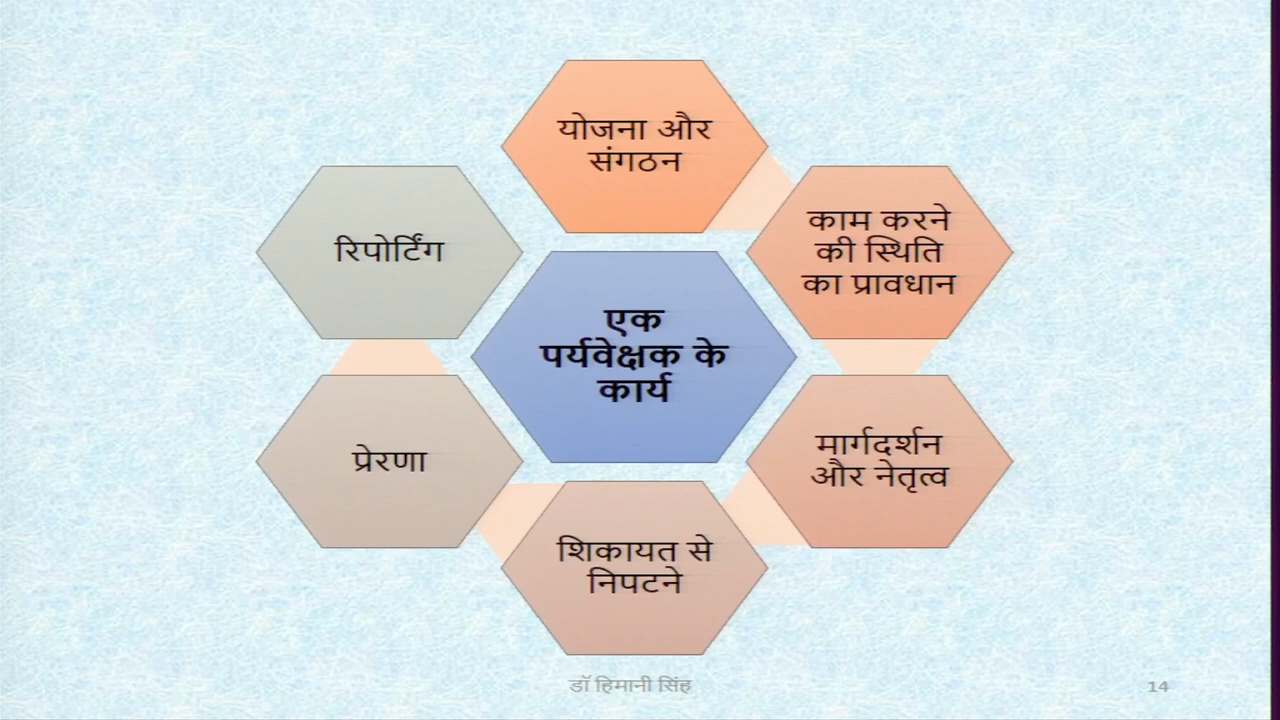 योजना और
संगठन
काम करने
की स्थिति
का प्रावधान
मार्गदर्शन
और नेतृत्व
शिकायत से
निपटने
प्रेरणा
रिपोर्टिंग
एक
पर्यवेक्षक के
कार्य
डॉ हिमानी सिंह
14